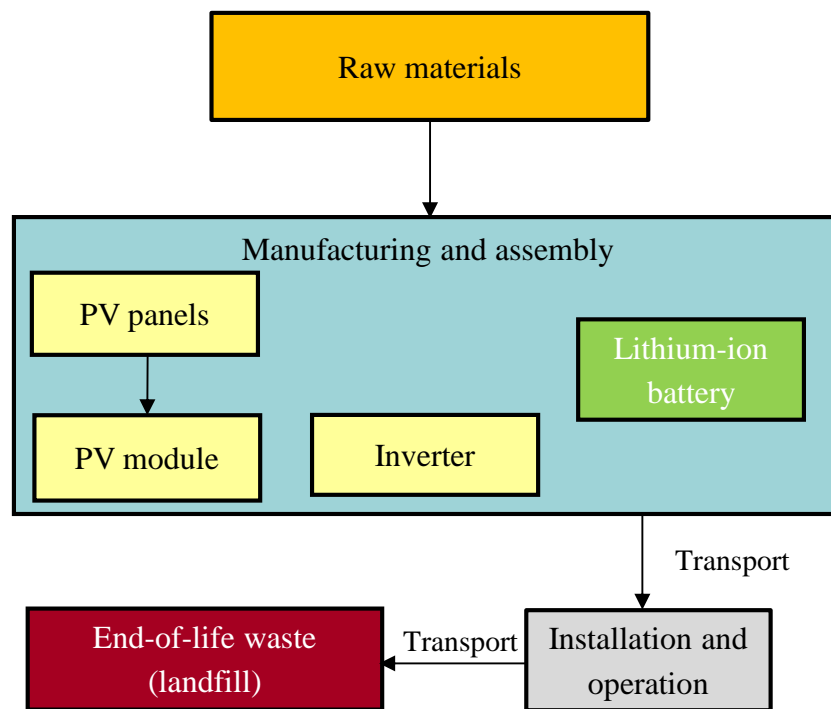 Raw materials
Manufacturing and assembly
PV panels
Lithium-ion
battery
PV module
Inverter
Transport
End-of-life waste
(landfill)
Transport
Installation and
operation